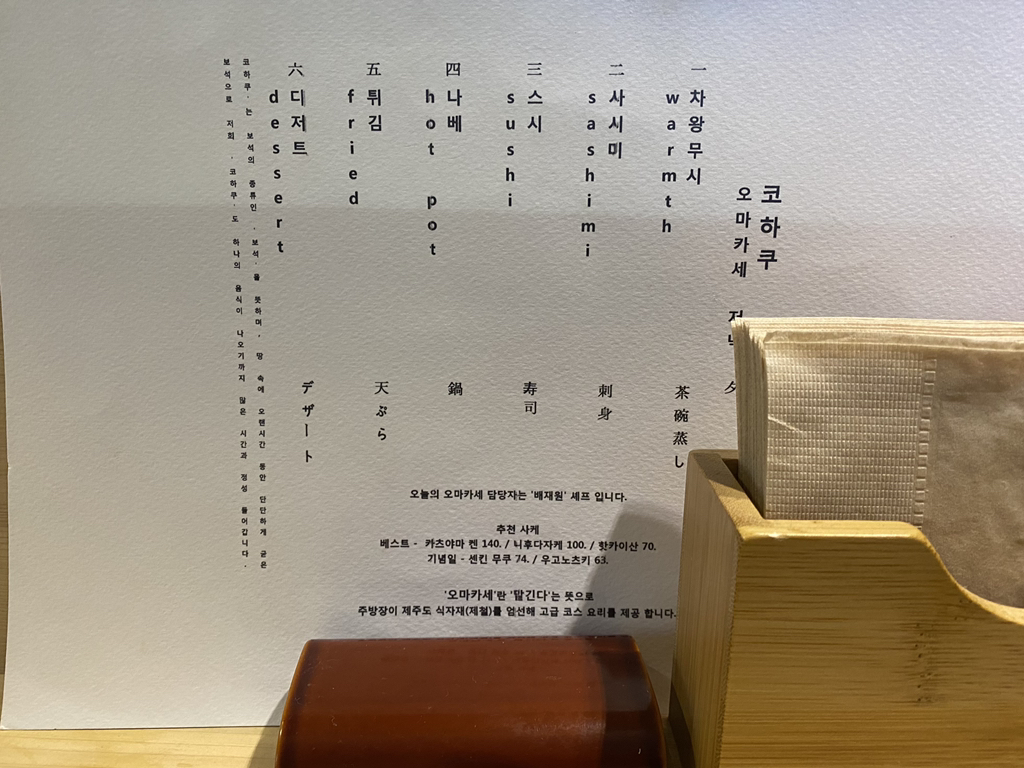 코하쿠
오마카세 저녁
夕
一 차왕무시
warmth
茶碗蒸し
二 사시미
sashimi
刺身
三 스시
sushi
寿司
四 나베
hot pot
鍋
五 튀김
fried
天ぷら
六 디저트
dessert
デザート
'코하쿠'는 보석의 종류인 '보석'을 뜻하며, 땅 속에 오랜시간 동안 단단하게 굳은
보석으로 저희 '코하쿠'도 하나의 음식이 나오기까지 많은 시간과 정성 들어갑니다.
오늘의 오마카세 담당자는 '배재원' 셰프 입니다.
추천 사케
베스트 - 카츠야마 켄 140. / 니후다자케 100. / 핫카이산 70.
기념일 - 센킨 무쿠 74. / 우고노츠키 63.
'오마카세'란 '맡긴다'는 뜻으로
주방장이 제주도 식자재(제철)를 엄선해 고급 코스 요리를 제공 합니다.